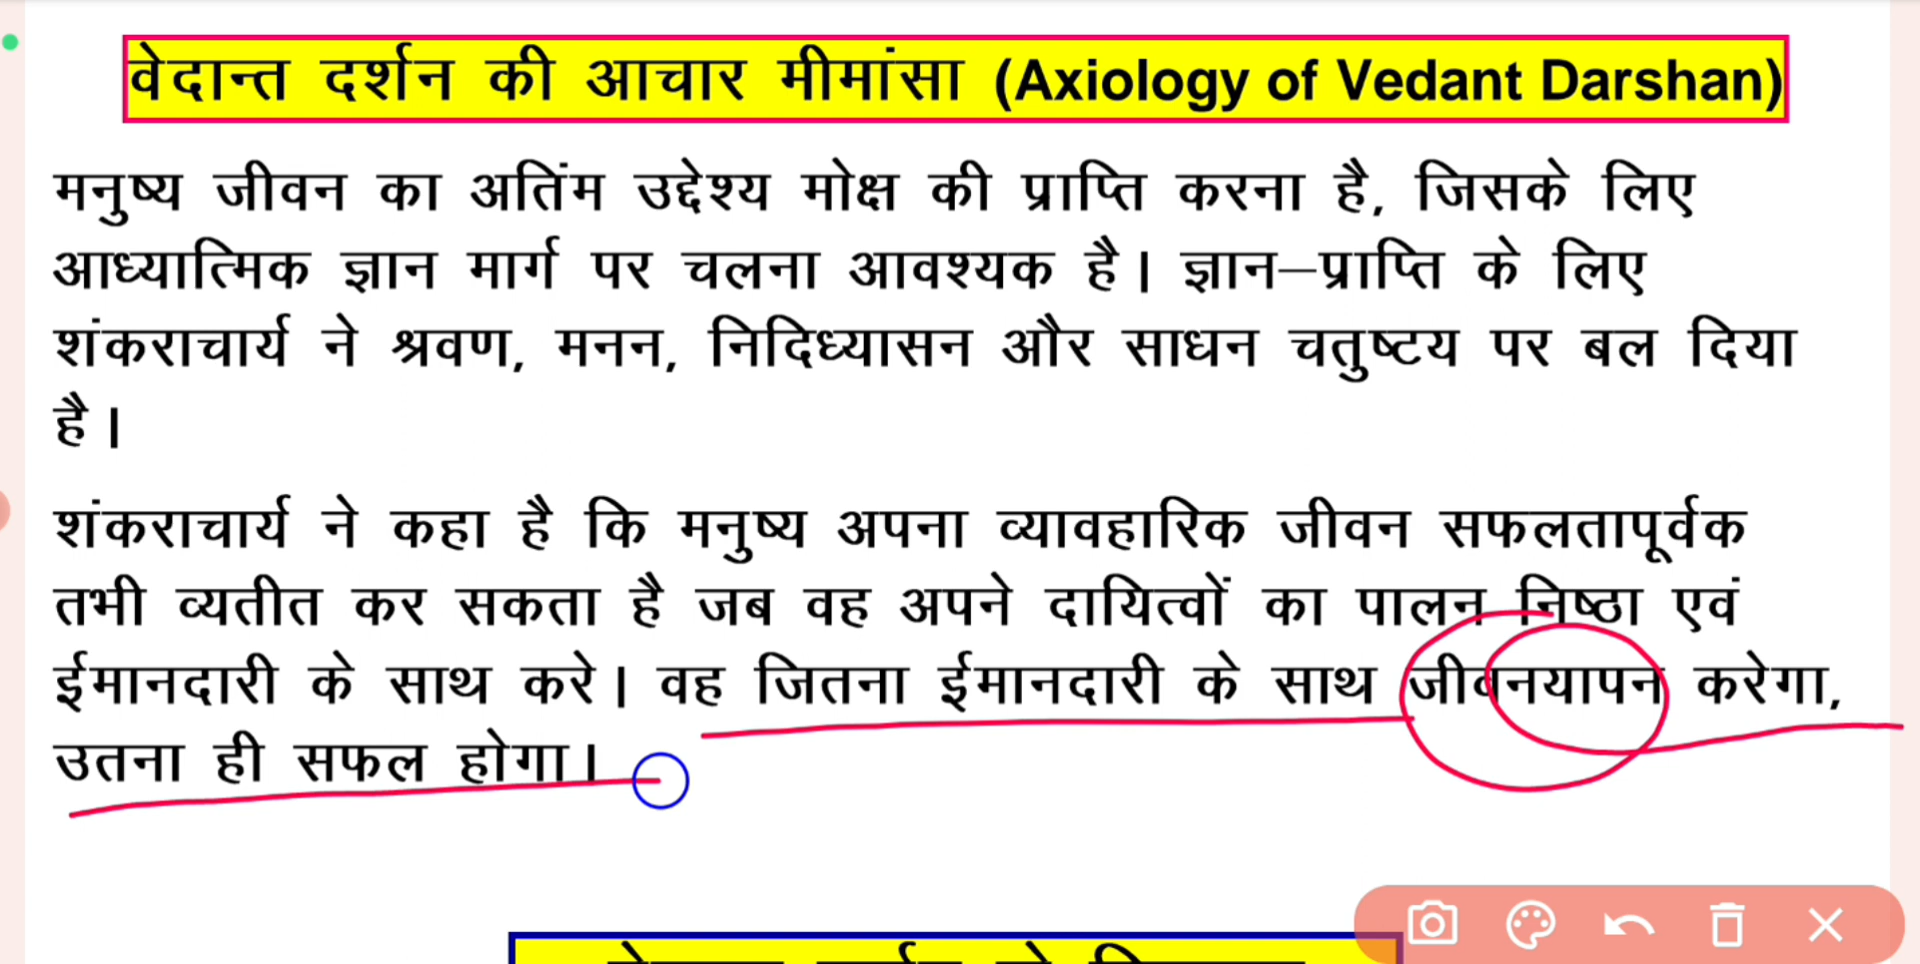 वेदान्त दर्शन की आचार मीमांसा (Axiology of Vedant Darshan)
मनुष्य जीवन का अतिंम उद्देश्य मोक्ष की प्राप्ति करना है, जिसके लिए
आध्यात्मिक ज्ञान मार्ग पर चलना आवश्यक है। ज्ञान–प्राप्ति के लिए
शंकराचार्य ने श्रवण, मनन, निदिध्यासन और साधन चतुष्टय पर बल दिया
है।
शंकराचार्य ने कहा है कि मनुष्य अपना व्यावहारिक जीवन सफलतापूर्वक
तभी व्यतीत कर सकता है जब वह अपने दायित्वों का पालन निष्ठा एवं
ईमानदारी के साथ करे। वह जितना ईमानदारी के साथ जीवनयापन करेगा,
उतना ही सफल होगा।